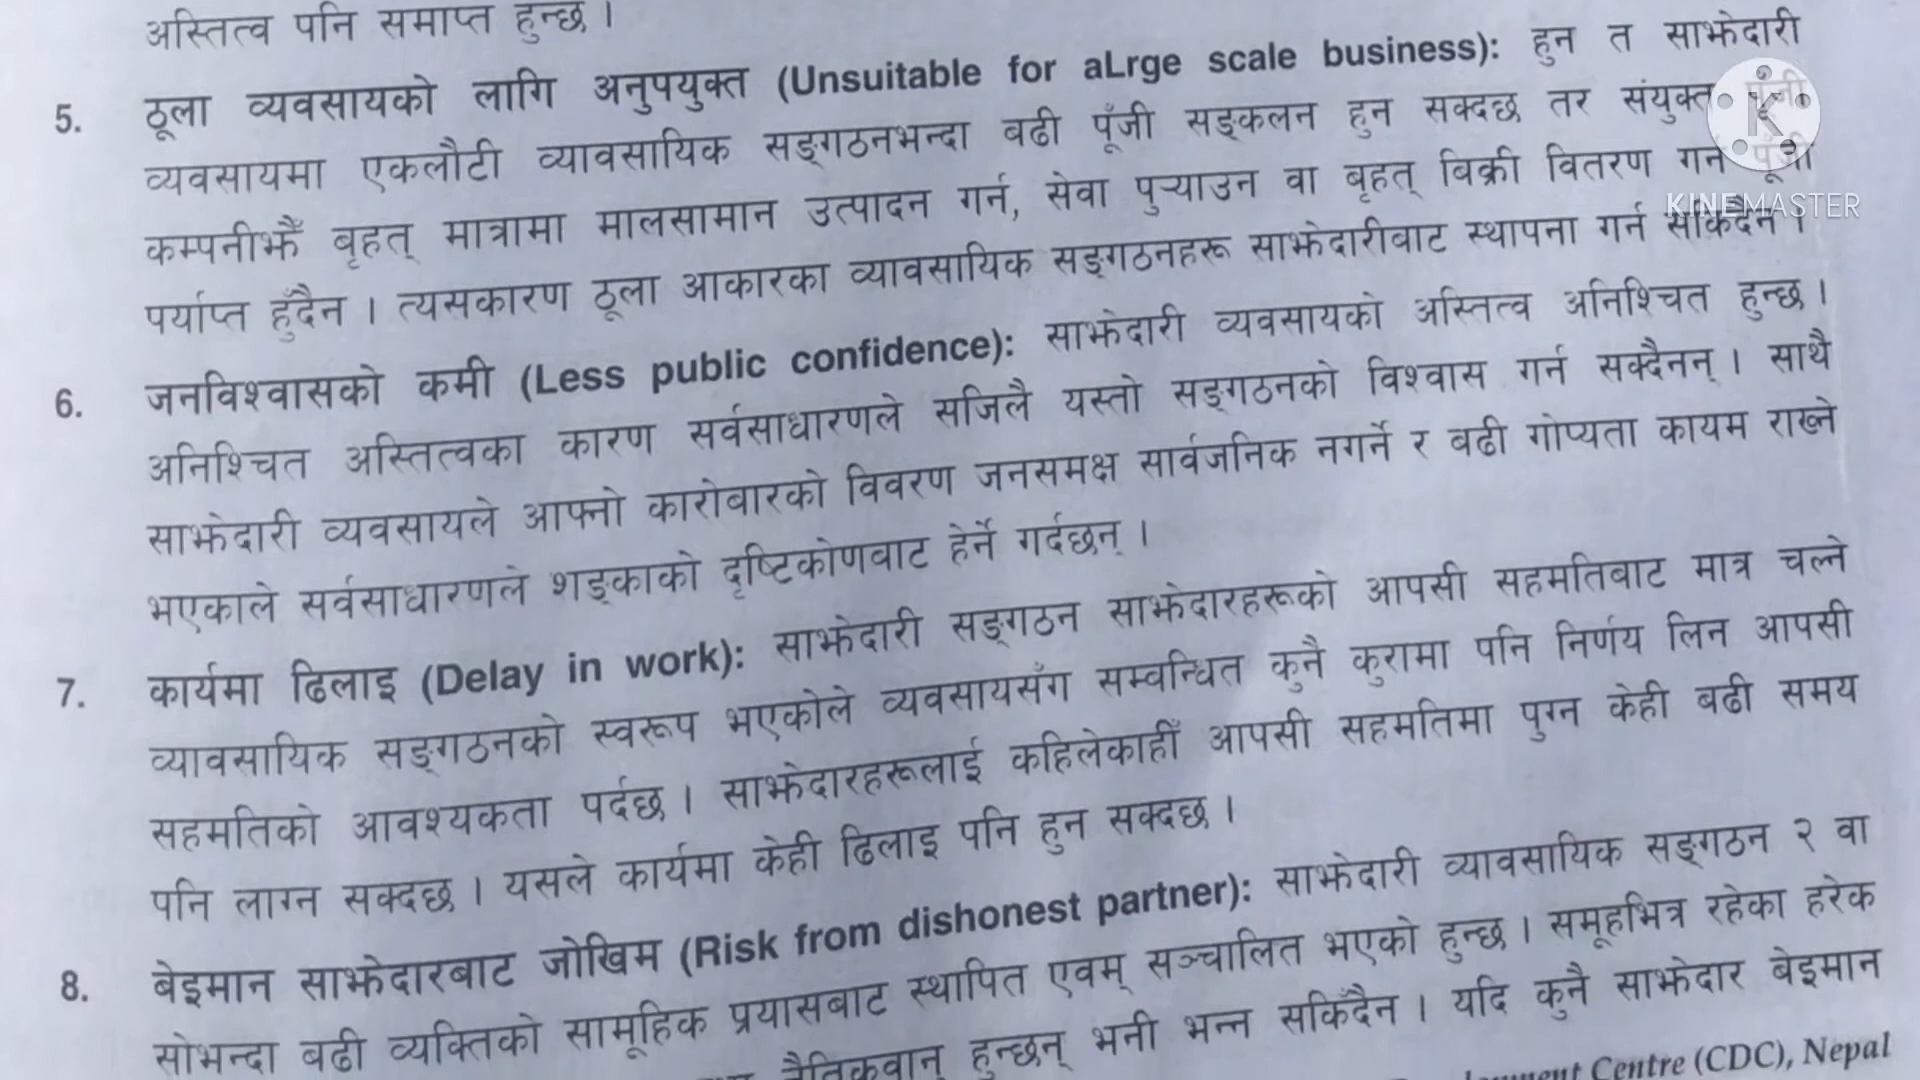 अस्तित्व पनि समाप्त हुन्छ ।
5. ठूला व्यवसायको लागि अनुपयुक्त (Unsuitable for aLrge scale business): हुन त साझेदारी
व्यवसायमा एकलौटी व्यावसायिक सङ्गठनभन्दा बढी पूँजी सङ्कलन हुन सक्दछ तर संयुक्त पूँजी
कम्पनीझैँ बृहत् मात्रामा मालसामान उत्पादन गर्न, सेवा पुऱ्याउन वा बृहत् बिक्री वितरण गर्न पूँजी
पर्याप्त हुँदैन । त्यसकारण ठूला आकारका व्यावसायिक सङ्गठनहरू साझेदारीबाट स्थापना गर्न सकिँदैन ।
6. जनविश्वासको कमी (Less public confidence): साझेदारी व्यवसायको अस्तित्व अनिश्चित हुन्छ ।
अनिश्चित अस्तित्वका कारण सर्वसाधारणले सजिलै यस्तो सङ्गठनको विश्वास गर्न सक्दैनन् । साथै
साझेदारी व्यवसायले आफ्नो कारोबारको विवरण जनसमक्ष सार्वजनिक नगर्ने र बढी गोप्यता कायम राख्ने
भएकाले सर्वसाधारणले शङ्काको दृष्टिकोणबाट हेर्ने गर्दछन् ।
7. कार्यमा ढिलाइ (Delay in work): साझेदारी सङ्गठन साझेदारहरूको आपसी सहमतिबाट मात्र चल्ने
व्यावसायिक सङ्गठनको स्वरूप भएकोले व्यवसायसँग सम्बन्धित कुनै कुरामा पनि निर्णय लिन आपसी
सहमतिको आवश्यकता पर्दछ । साझेदारहरूलाई कहिलेकाहीँ आपसी सहमतिमा पुग्न केही बढी समय
पनि लाग्न सक्दछ । यसले कार्यमा केही ढिलाइ पनि हुन सक्दछ ।
8. बेइमान साझेदारबाट जोखिम (Risk from dishonest partner): साझेदारी व्यावसायिक सङ्गठन २ वा
सोभन्दा बढी व्यक्तिको सामूहिक प्रयासबाट स्थापित एवम् सञ्चालित भएको हुन्छ । समूहभित्र रहेका हरेक
नैतिकवान् हुन्छन् भनी भन्न सकिँदैन । यदि कुनै साझेदार बेइमान
Centre (CDC), Nepal
KINEMASTER